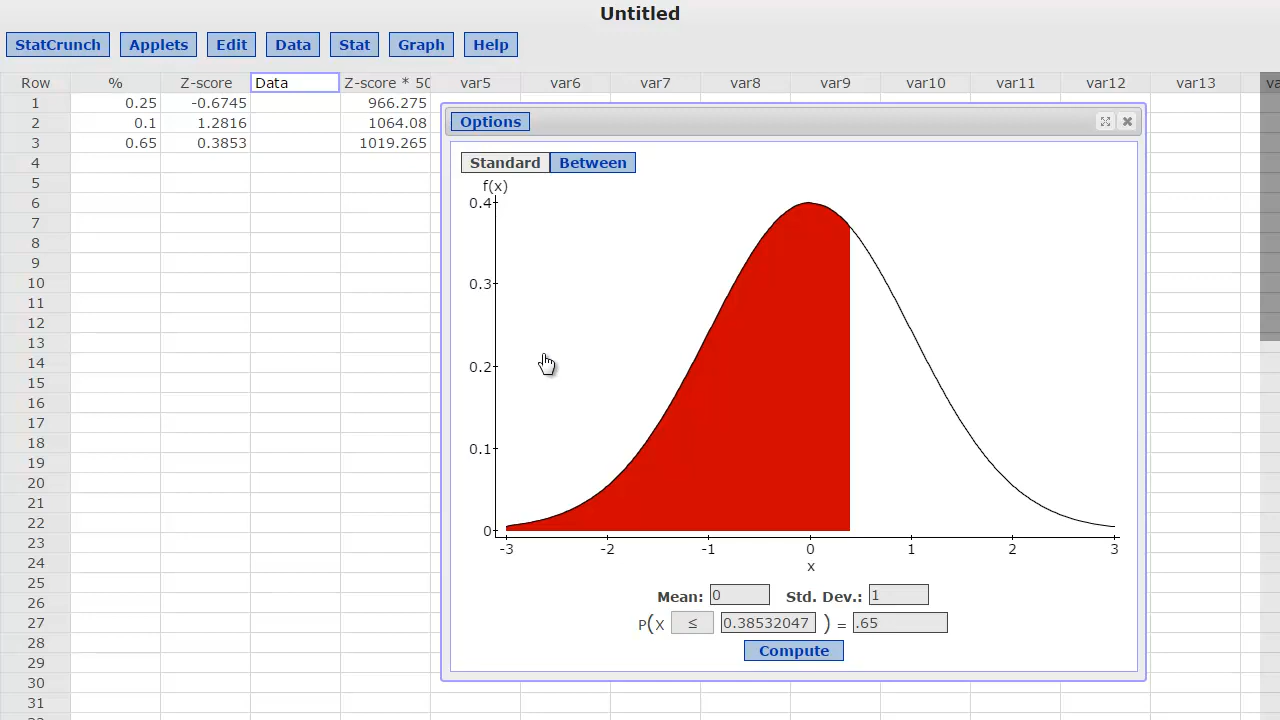 Untitled
StatCrunch Applets Edit Data Stat Graph Help
Row % Z-score Data Z-score * 50 var5 var6 var7 var8 var9 var10 var11 var12 var13 va
1 0.25 -0.6745 966.275
2 0.1 1.2816 1064.08
3 0.65 0.3853 1019.265
4
5
6
7
8
9
10
11
12
13
14
15
16
17
18
19
20
21
22
23
24
25
26
27
28
29
30
31
Options
Standard Between
f(x)
0.4
0.3
0.2
0.1
0
-3 -2 -1 0 1 2 3
x
Mean: 0 Std. Dev.: 1
P(X ≤ 0.38532047 ) = .65
Compute